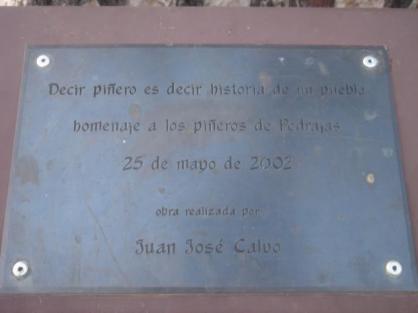 Decir piñero es decir historia de un pueblo
homenaje a los piñeros de Pedrajas
25 de mayo de 2002
obra realizada por
Juan José Calvo